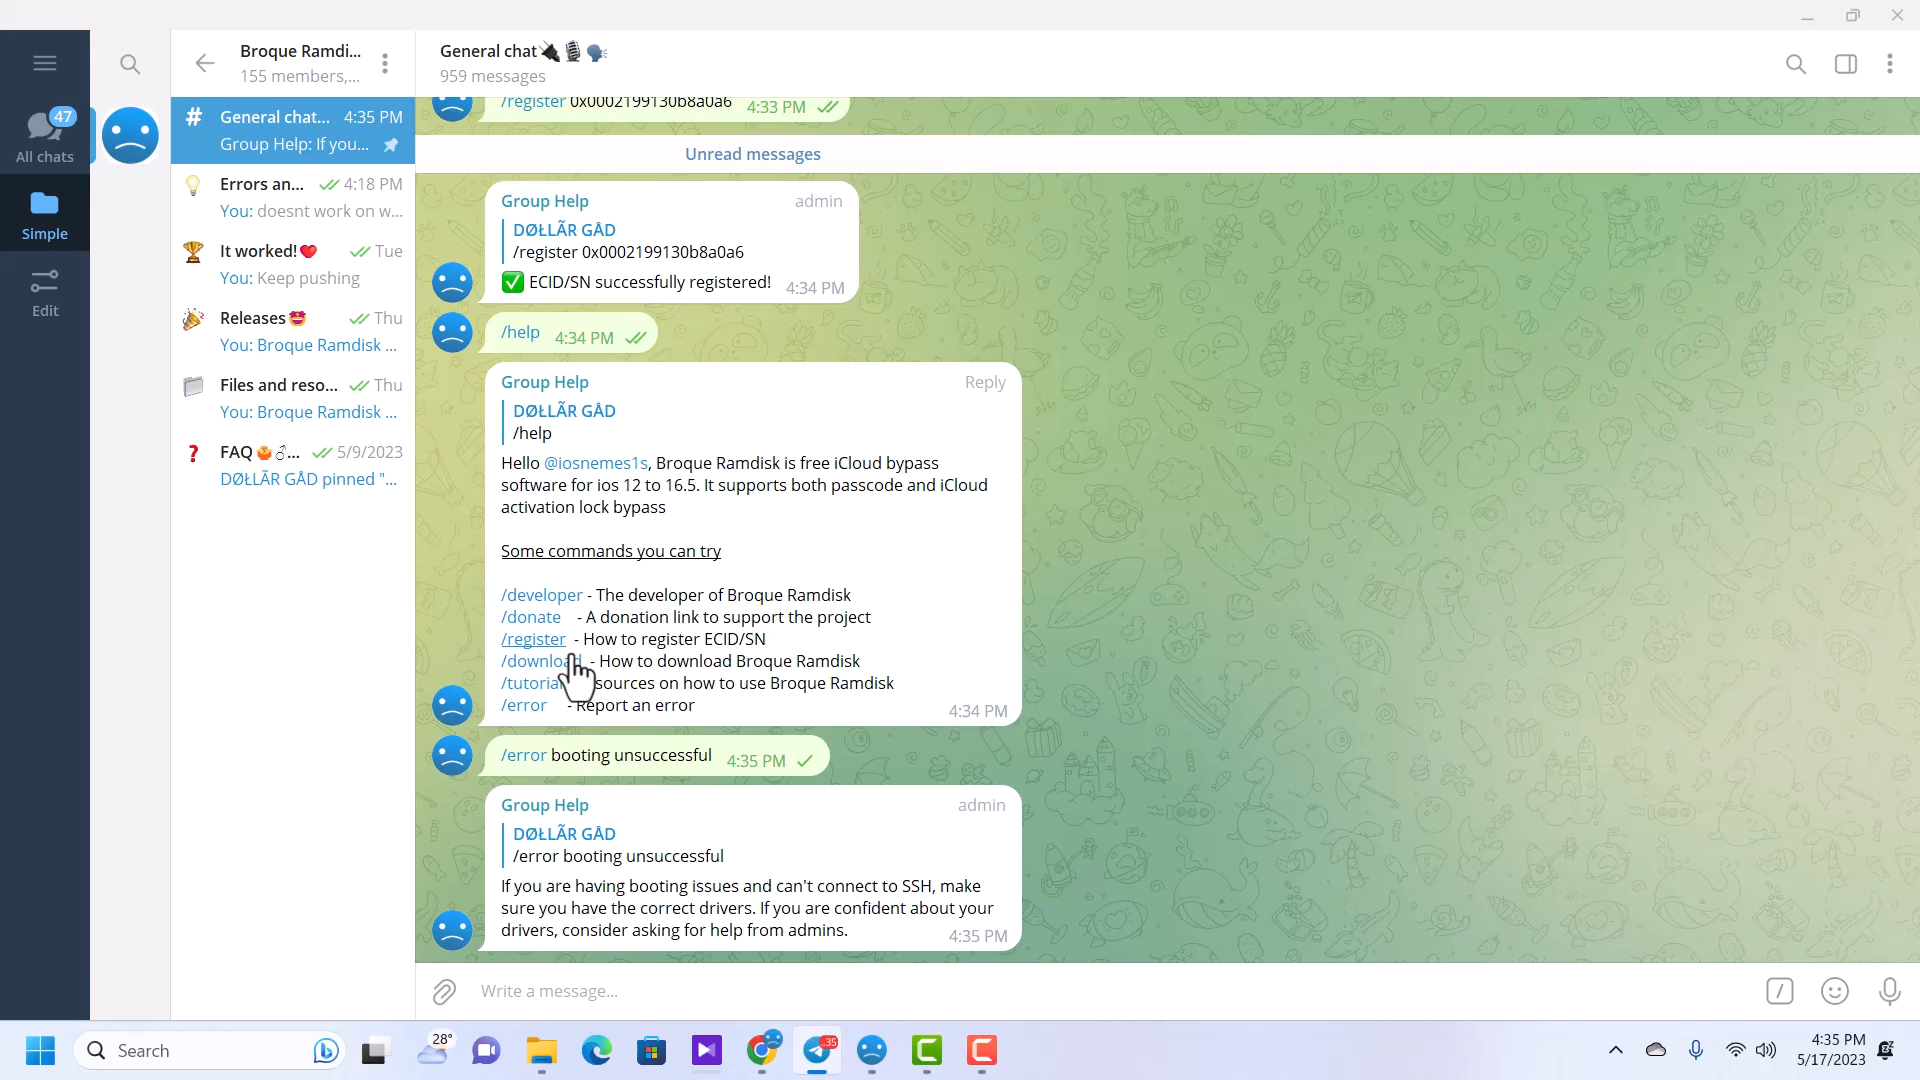 Broque Ramdi...
155 members,...
General chat
959 messages
47
All chats
Simple
Edit
# General chat... 4:35 PM
Group Help: If you...
Errors an... 4:18 PM
You: doesnt work on w...
It worked! Tue
You: Keep pushing
Releases Thu
You: Broque Ramdisk ...
Files and reso... Thu
You: Broque Ramdisk ...
FAQ ... 5/9/2023
DØŁLÃR GÅD pinned "...
/register 0x0002199130b8a0a6 4:33 PM
Unread messages
Group Help admin
DØŁLÃR GÅD
/register 0x0002199130b8a0a6
ECID/SN successfully registered! 4:34 PM
/help 4:34 PM
Group Help Reply
DØŁLÃR GÅD
/help
Hello @iosnemes1s, Broque Ramdisk is free iCloud bypass
software for ios 12 to 16.5. It supports both passcode and iCloud
activation lock bypass
Some commands you can try
/developer - The developer of Broque Ramdisk
/donate - A donation link to support the project
/register - How to register ECID/SN
/download - How to download Broque Ramdisk
/tutorial sources on how to use Broque Ramdisk
/error - Report an error
4:34 PM
/error booting unsuccessful 4:35 PM
Group Help admin
DØŁLÃR GÅD
/error booting unsuccessful
If you are having booting issues and can't connect to SSH, make
sure you have the correct drivers. If you are confident about your
drivers, consider asking for help from admins. 4:35 PM
Write a message...
Search
28°
..35
4:35 PM
5/17/2023